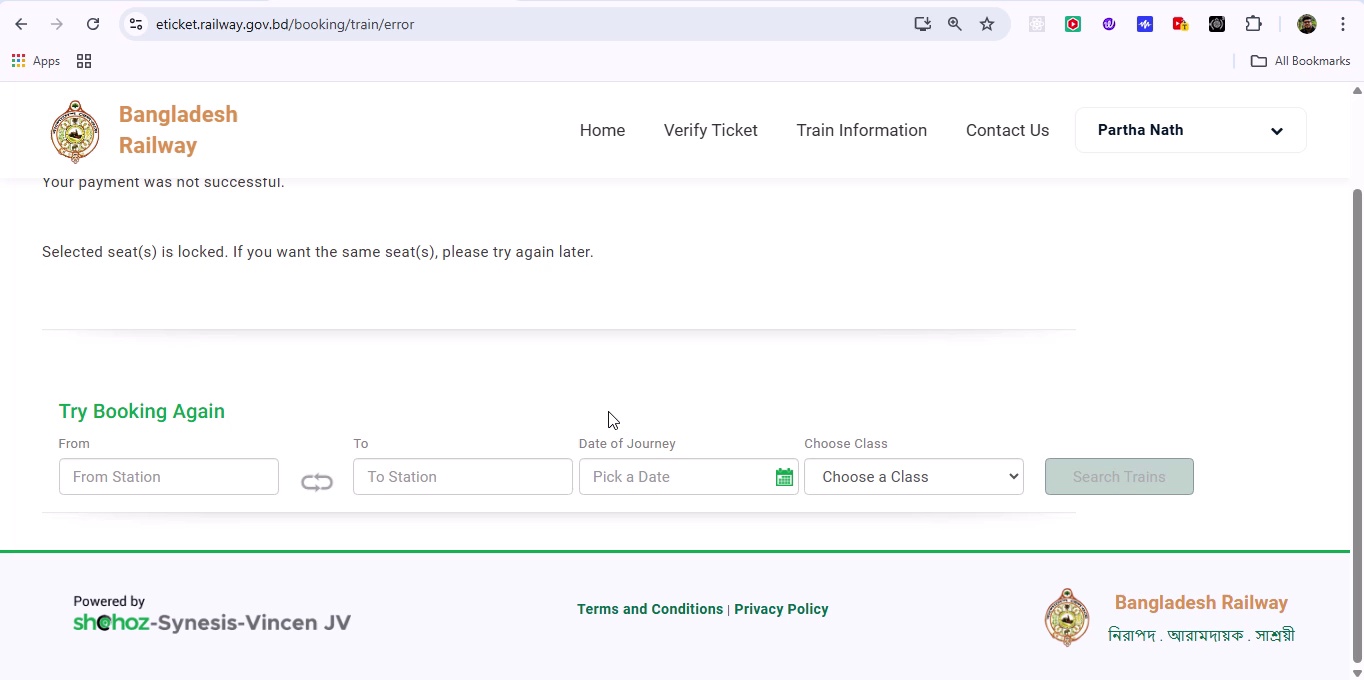 eticket.railway.gov.bd/booking/train/error
Apps
All Bookmarks
Bangladesh
Railway
Home
Verify Ticket
Train Information
Contact Us
Partha Nath
Your payment was not successful.
Selected seat(s) is locked. If you want the same seat(s), please try again later.
Try Booking Again
From
To
Date of Journey
Choose Class
From Station
To Station
Pick a Date
Choose a Class
Search Trains
Powered by
shohoz-Synesis-Vincen JV
Terms and Conditions | Privacy Policy
Bangladesh Railway
নিরাপদ . আরামদায়ক . সাশ্রয়ী